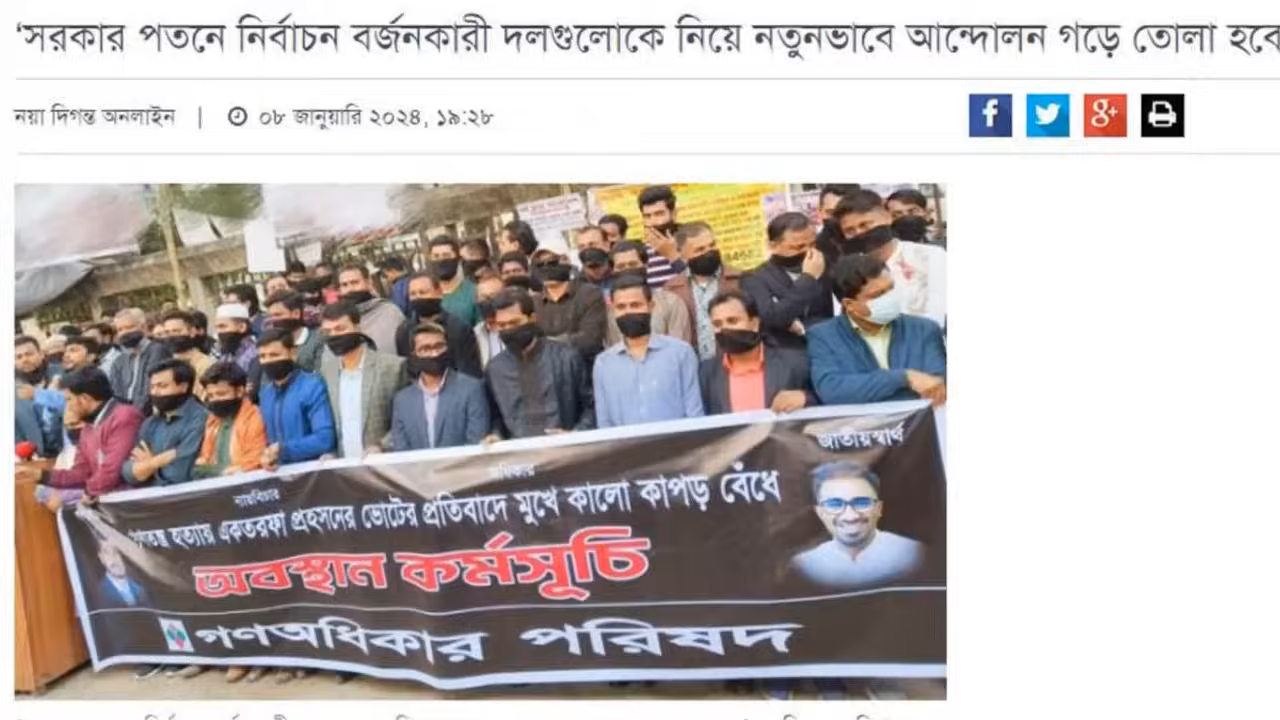 ‘সরকার পতনে নির্বাচন বর্জনকারী দলগুলোকে নিয়ে নতুনভাবে আন্দোলন গড়ে তোলা হবে
নয়া দিগন্ত অনলাইন | ০৮ জানুয়ারি ২০২৪, ১৯:২৮
জাতীয়স্বার্থ
ন্যায়বিচার
হত্যায় একতরফা প্রহসনের ভোটের প্রতিবাদে মুখে কালো কাপড় বেঁধে
অবস্থান কর্মসূচি
গণঅধিকার পরিষদ